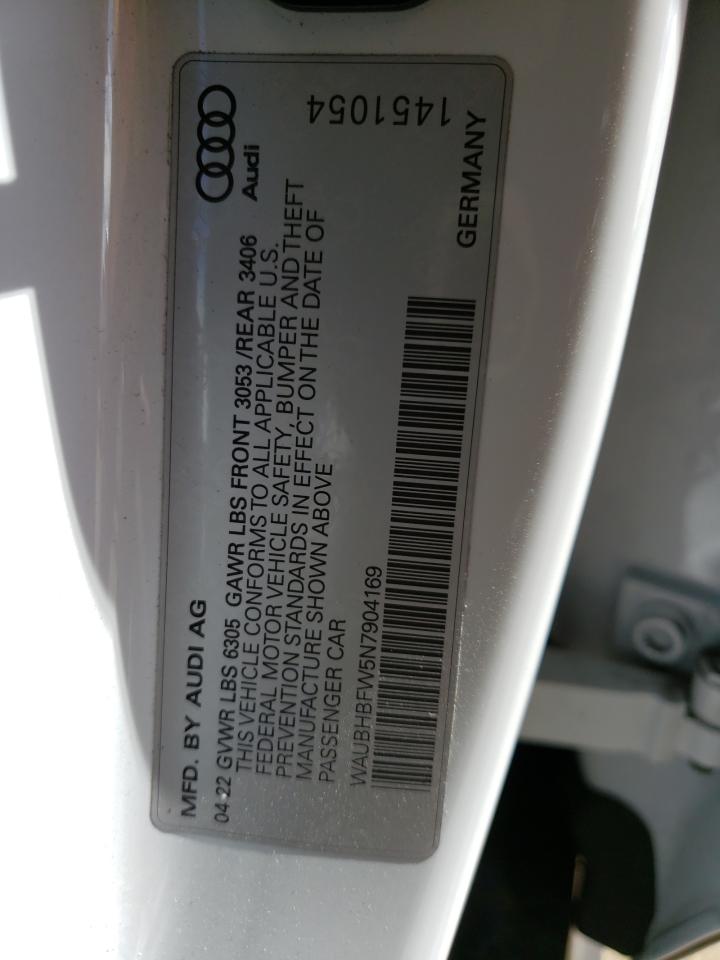 MFD. BY AUDI AG
04-22 GVWR LBS 6305 GAWR LBS FRONT 3053 /REAR 3406
THIS VEHICLE CONFORMS TO ALL APPLICABLE U.S.
FEDERAL MOTOR VEHICLE SAFETY, BUMPER AND THEFT
PREVENTION STANDARDS IN EFFECT ON THE DATE OF
MANUFACTURE SHOWN ABOVE
PASSENGER CAR
WAUBHBFW5N7904169
Audi
1451054
GERMANY